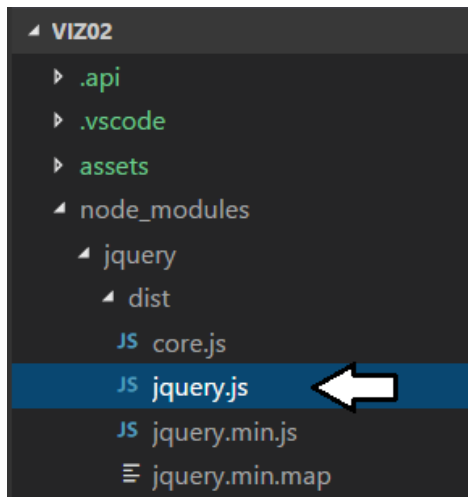 VIZ02
.api
.vscode
assets
node_modules
jquery
dist
JS core.js
JS jquery.js
JS jquery.min.js
jquery.min.map